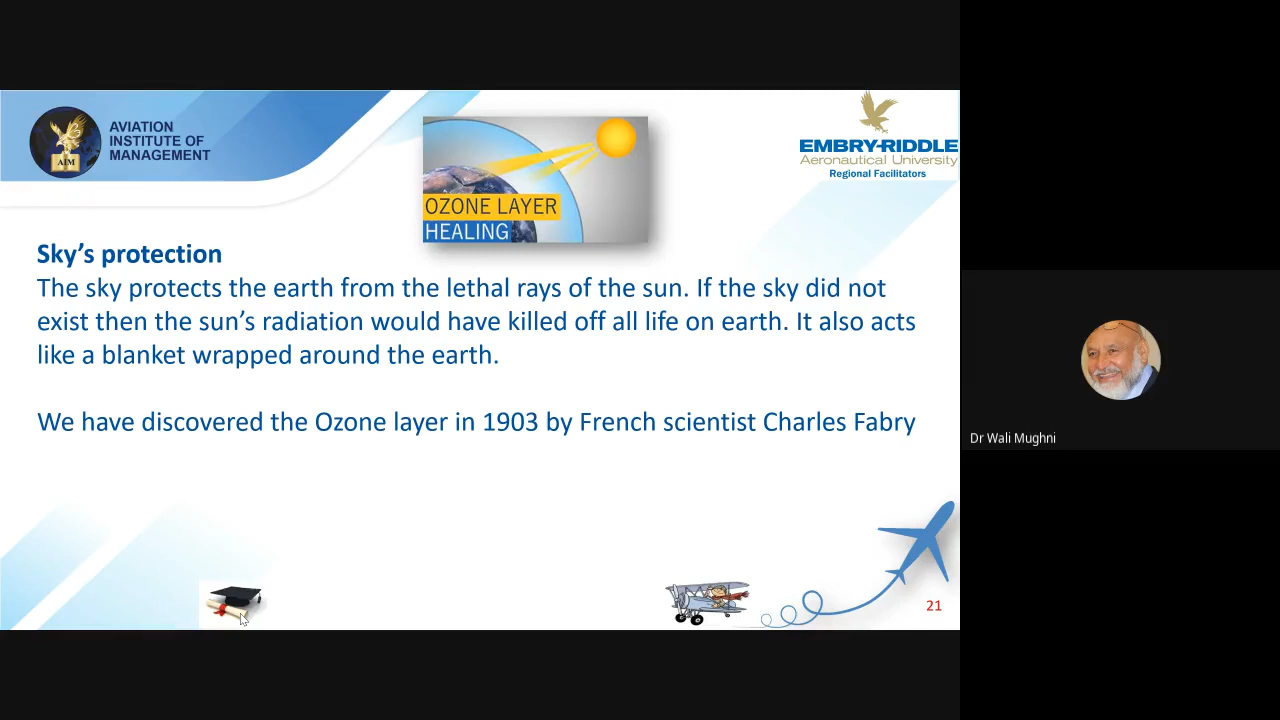 AVIATION
INSTITUTE OF
MANAGEMENT
AIM
OZONE LAYER
HEALING
EMBRY-RIDDLE
Aeronautical University
Regional Facilitators
Sky’s protection
The sky protects the earth from the lethal rays of the sun. If the sky did not
exist then the sun’s radiation would have killed off all life on earth. It also acts
like a blanket wrapped around the earth.
We have discovered the Ozone layer in 1903 by French scientist Charles Fabry
21
Dr Wali Mughni